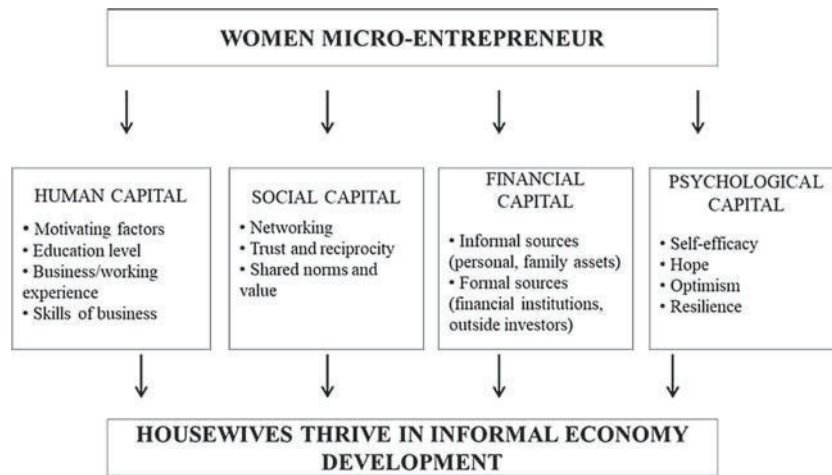 WOMEN MICRO-ENTREPRENEUR
HUMAN CAPITAL
• Motivating factors
• Education level
• Business/working
experience
• Skills of business
SOCIAL CAPITAL
• Networking
• Trust and reciprocity
• Shared norms and
value
FINANCIAL
CAPITAL
• Informal sources
(personal, family assets)
• Formal sources
(financial institutions,
outside investors)
PSYCHOLOGICAL
CAPITAL
• Self-efficacy
• Hope
• Optimism
• Resilience
HOUSEWIVES THRIVE IN INFORMAL ECONOMY
DEVELOPMENT